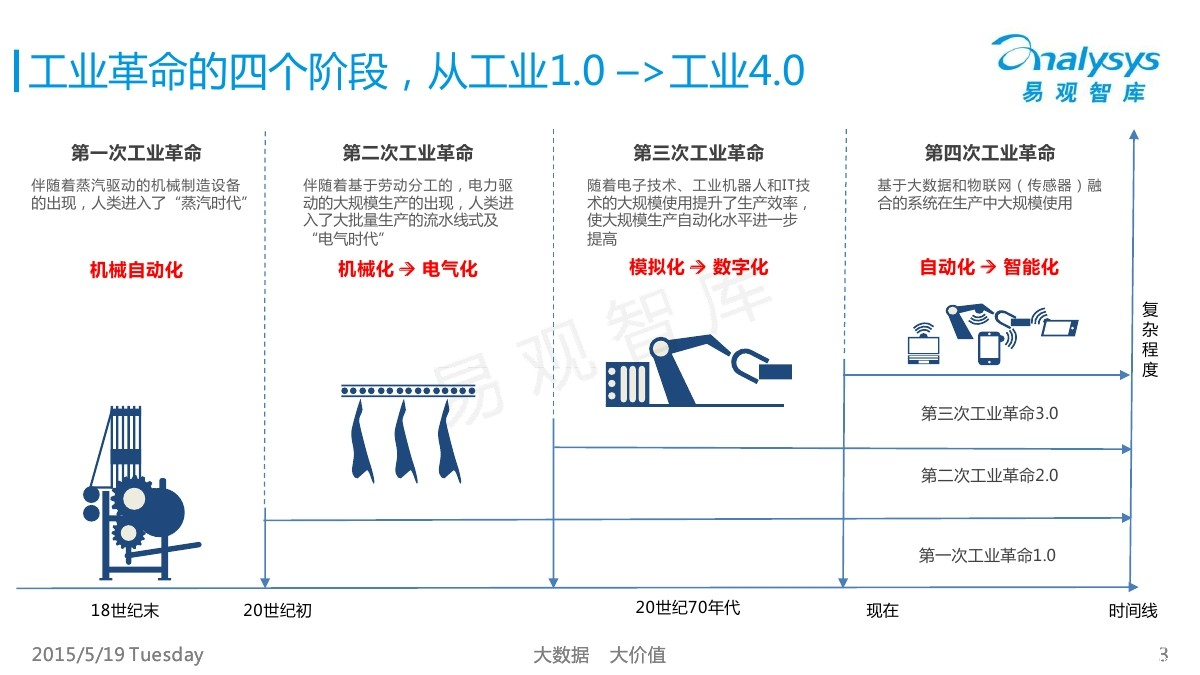 工业革命的四个阶段，从工业1.0 –>工业4.0
analysys
易观智库
第一次工业革命
伴随着蒸汽驱动的机械制造设备
的出现，人类进入了“蒸汽时代”
机械自动化
第二次工业革命
伴随着基于劳动分工的，电力驱
动的大规模生产的出现，人类进
入了大批量生产的流水线式及
“电气时代”
机械化→电气化
第三次工业革命
随着电子技术、工业机器人和IT技
术的大规模使用提升了生产效率，
使大规模生产自动化水平进一步
提高
模拟化→数字化
第四次工业革命
基于大数据和物联网（传感器）融
合的系统在生产中大规模使用
自动化→智能化
复杂程度
易观智库
第三次工业革命3.0
第二次工业革命2.0
第一次工业革命1.0
18世纪末
20世纪初
20世纪70年代
现在
时间线
2015/5/19 Tuesday
大数据 大价值
3